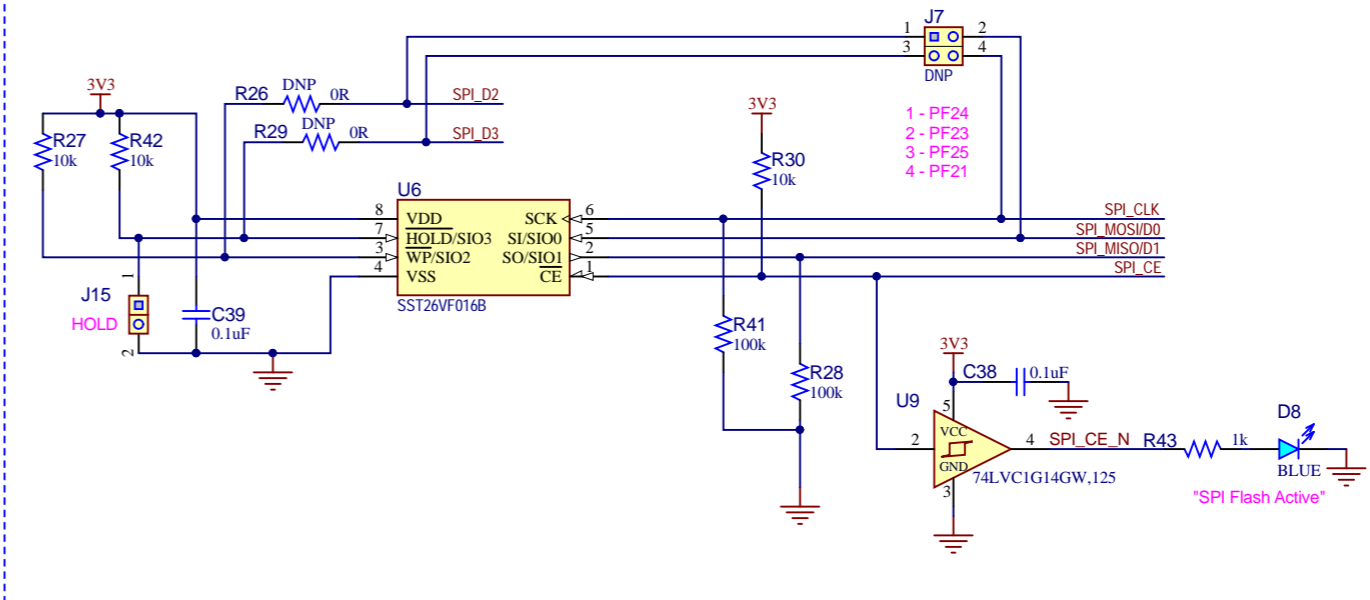 J7
1 2
3 4
DNP
3V3
R26 DNP 0R SPI_D2
R29 DNP 0R SPI_D3
3V3
1 - PF24
2 - PF23
3 - PF25
4 - PF21
R27
10k
R42
10k
R30
10k
U6
8 VDD SCK 6 SPI_CLK
7 HOLD/SIO3 SI/SIO0 5 SPI_MOSI/D0
3 WP/SIO2 SO/SIO1 2 SPI_MISO/D1
4 VSS CE 1 SPI_CE
SST26VF016B
1
J15
HOLD
2
C39
0.1uF
R41
100k
R28
100k
3V3
C38 0.1uF
U9
5
VCC
2 4 SPI_CE_N R43 1k
GND
3
74LVC1G14GW,125
D8
BLUE
"SPI Flash Active"